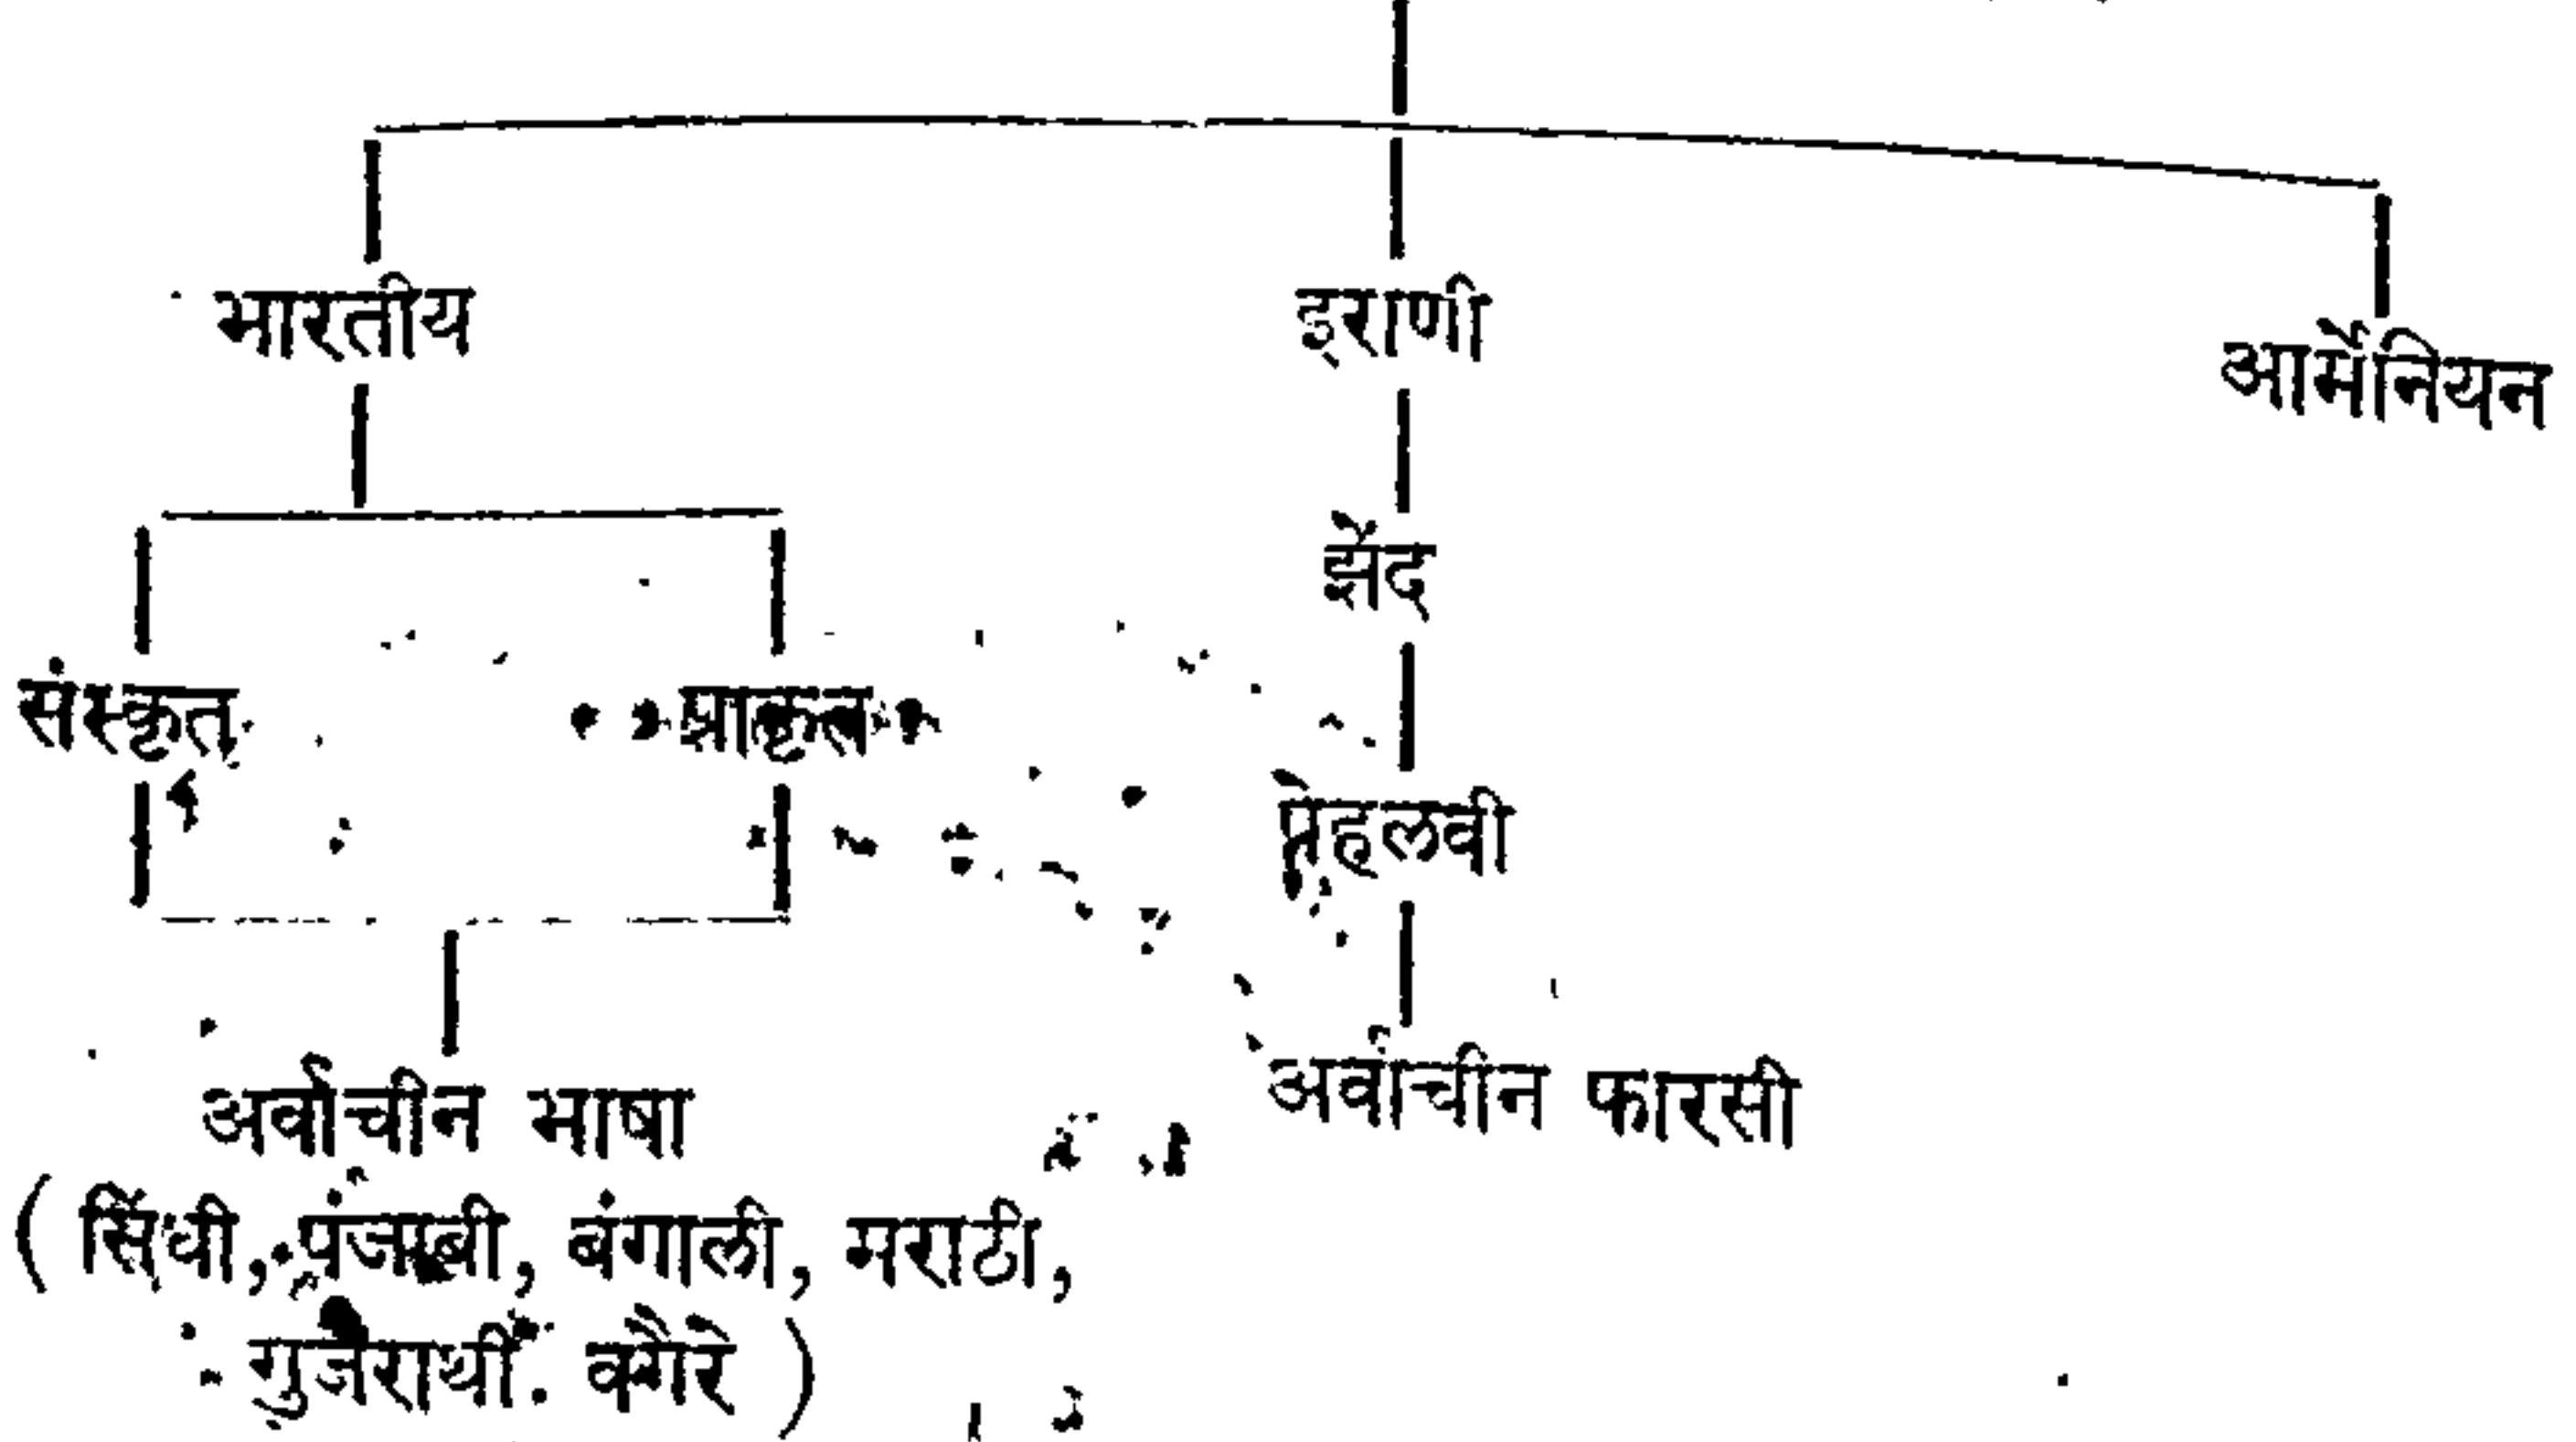 भारतीय
इराणी
आर्मेनियन
झेंद
संस्कृत
प्राकृत
पेहलवी
अर्वाचीन भाषा
अर्वाचीन फारसी
( सिंधी, पंजाबी, बंगाली, मराठी,
गुजराथी. वगैरे )